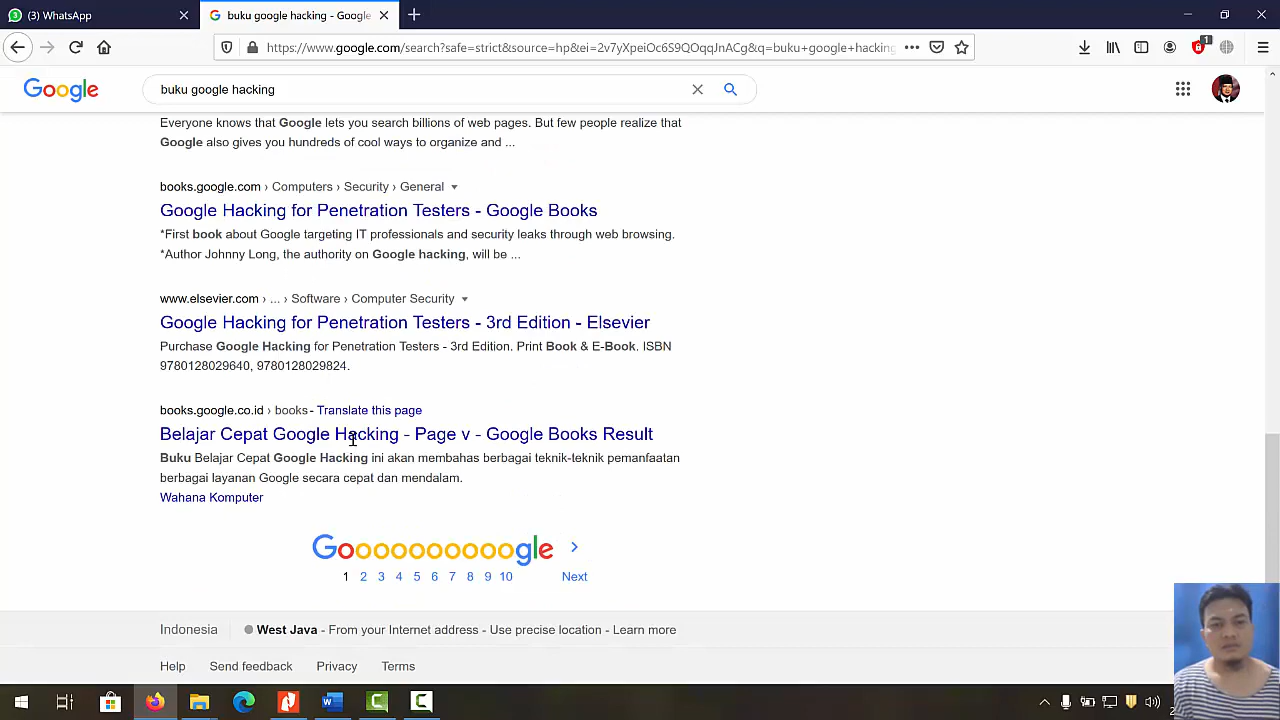 (3) WhatsApp
buku google hacking - Google
https://www.google.com/search?safe=strict&source=hp&ei=2v7yXpeiOc6S9QOqqJnACg&q=buku+google+hacking
1
Google
buku google hacking
Everyone knows that Google lets you search billions of web pages. But few people realize that
Google also gives you hundreds of cool ways to organize and ...
books.google.com › Computers › Security › General
Google Hacking for Penetration Testers - Google Books
*First book about Google targeting IT professionals and security leaks through web browsing.
*Author Johnny Long, the authority on Google hacking, will be ...
www.elsevier.com › ... › Software › Computer Security
Google Hacking for Penetration Testers - 3rd Edition - Elsevier
Purchase Google Hacking for Penetration Testers - 3rd Edition. Print Book & E-Book. ISBN
9780128029640, 9780128029824.
books.google.co.id › books - Translate this page
Belajar Cepat Google Hacking - Page v - Google Books Result
Buku Belajar Cepat Google Hacking ini akan membahas berbagai teknik-teknik pemanfaatan
berbagai layanan Google secara cepat dan mendalam.
Wahana Komputer
Goooooooooogle
1 2 3 4 5 6 7 8 9 10 Next
Indonesia West Java - From your Internet address - Use precise location - Learn more
Help Send feedback Privacy Terms